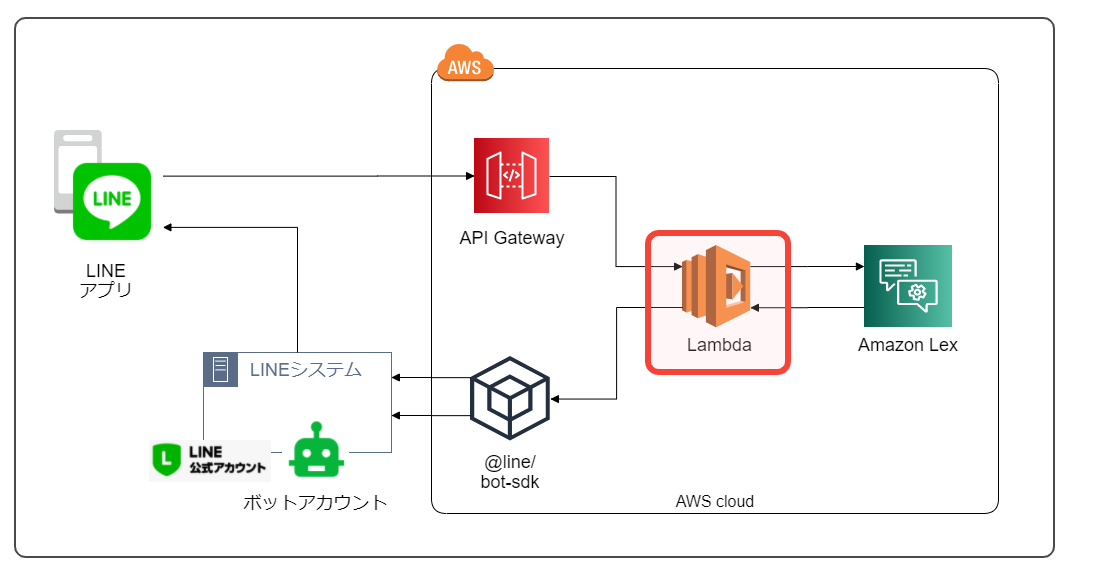 AWS
LINE
API Gateway
LINE
アプリ
Lambda
Amazon Lex
LINEシステム
L
LINE
公式アカウント
@line/
bot-sdk
ボットアカウント
AWS cloud